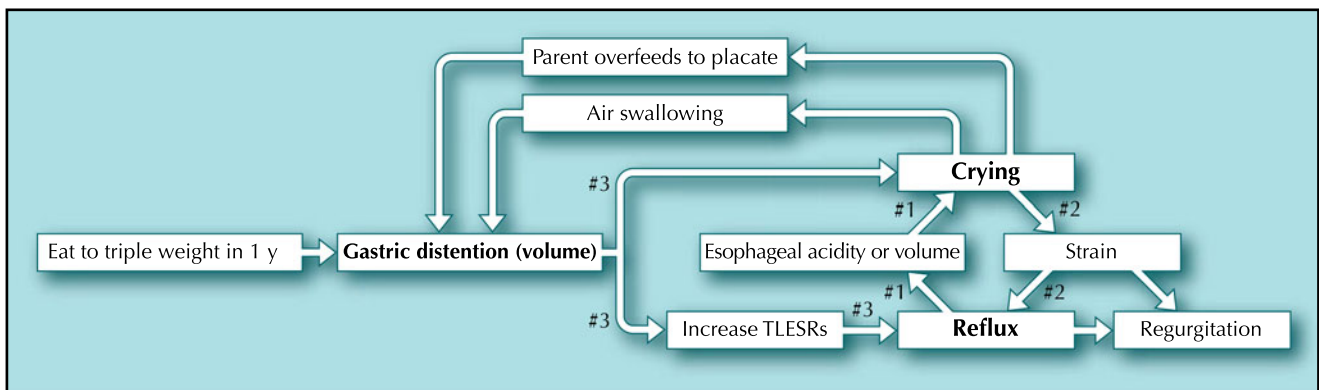 Parent overfeeds to placate
Air swallowing
#3
Crying
#1
#2
Eat to triple weight in 1 y
Gastric distention (volume)
Esophageal acidity or volume
Strain
#1
#2
#3
Increase TLESRs
#3
Reflux
Regurgitation